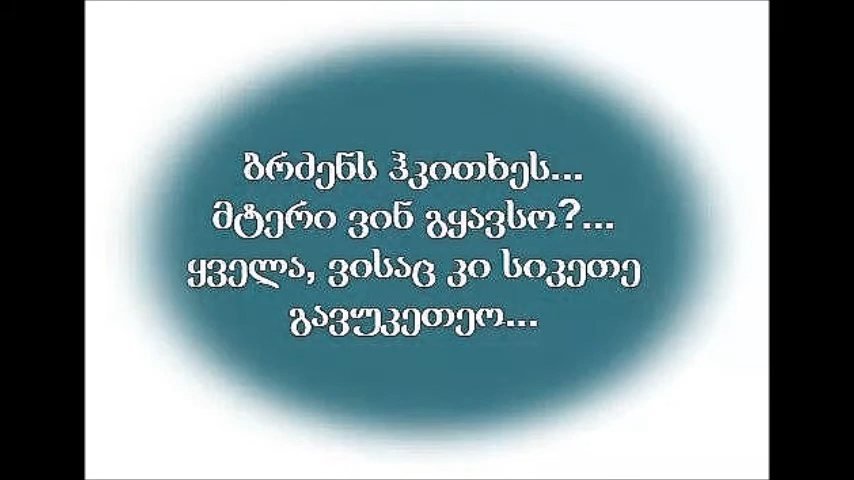 ბრძენს ჰკითხეს...
მტერი ვინ გყავსო?...
ყველა, ვისაც კი სიკეთე
გავუკეთეო...